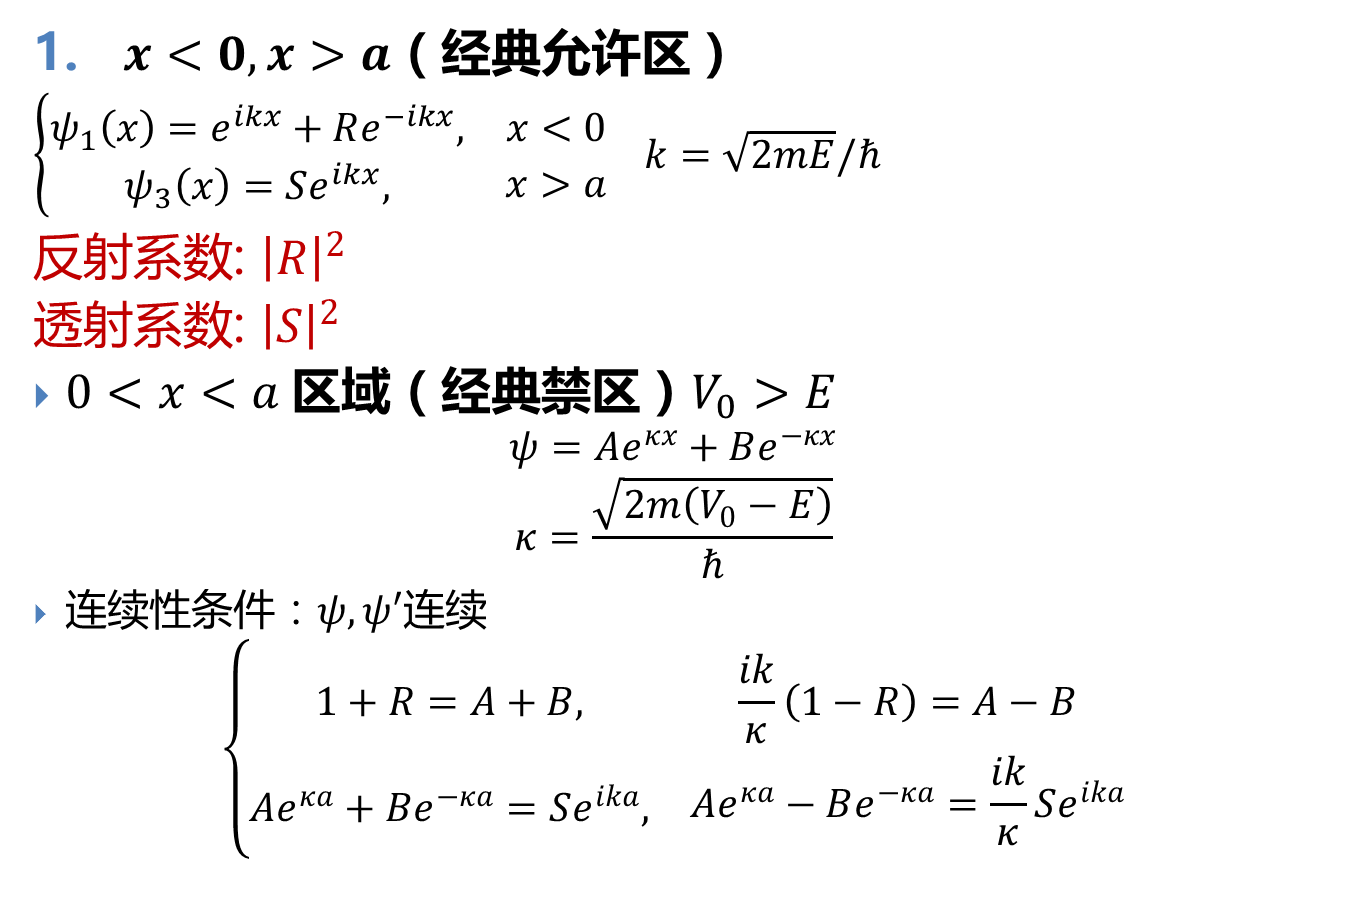 1. x < 0, x > a（经典允许区）
ψ₁(x) = e^{ikx} + Re^{−ikx}, x < 0
k = √(2mE)/ħ
ψ₃(x) = Se^{ikx}, x > a
反射系数: |R|²
透射系数: |S|²
0 < x < a 区域（经典禁区）V₀ > E
ψ = Ae^{κx} + Be^{−κx}
κ = √(2m(V₀ − E))/ħ
连续性条件：ψ, ψ′连续
1 + R = A + B, ik/κ (1 − R) = A − B
Ae^{κa} + Be^{−κa} = Se^{ika}, Ae^{κa} − Be^{−κa} = ik/κ Se^{ika}